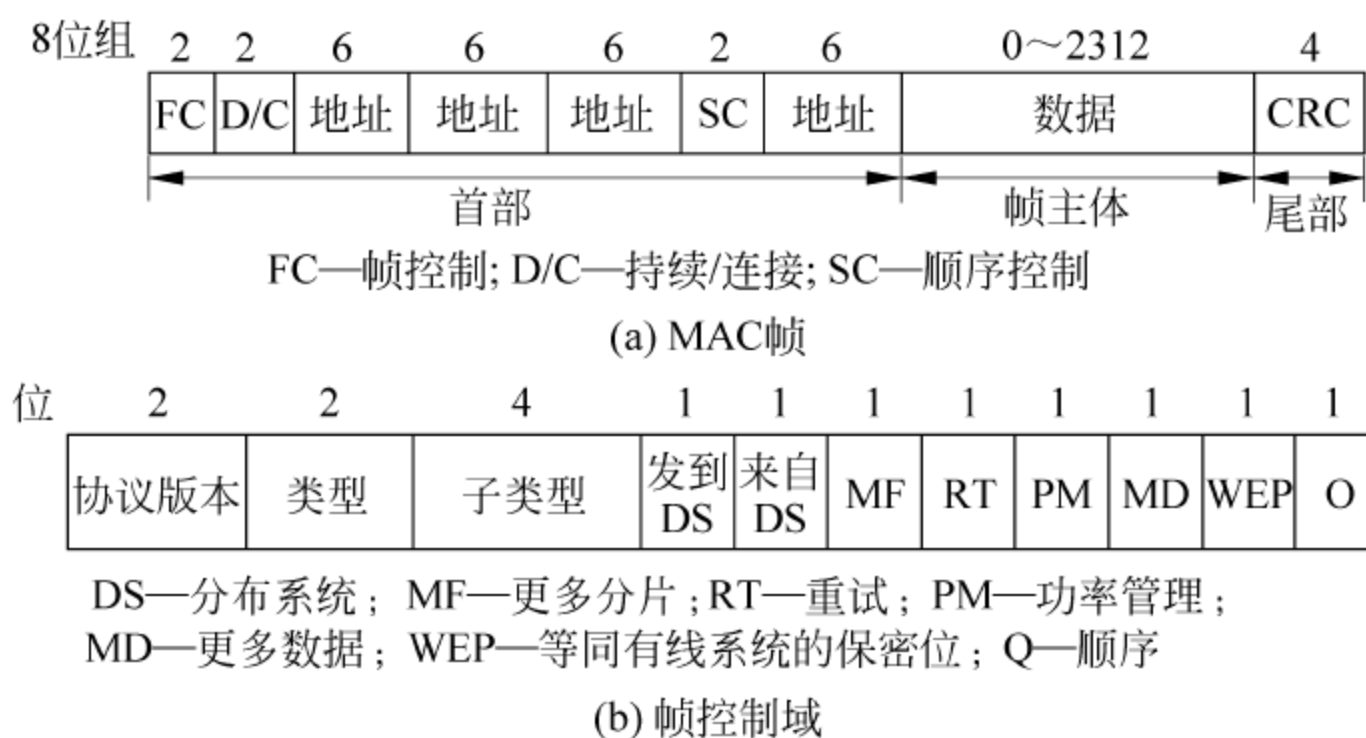 8位组 2 2 6 6 6 2 6 0～2312 4
FC D/C 地址 地址 地址 SC 地址 数据 CRC
首部 帧主体 尾部
FC—帧控制; D/C—持续/连接; SC—顺序控制
(a) MAC帧
位 2 2 4 1 1 1 1 1 1 1 1
协议版本 类型 子类型 发到DS 来自DS MF RT PM MD WEP O
DS—分布系统；MF—更多分片；RT—重试；PM—功率管理；
MD—更多数据；WEP—等同有线系统的保密位；Q—顺序
(b) 帧控制域